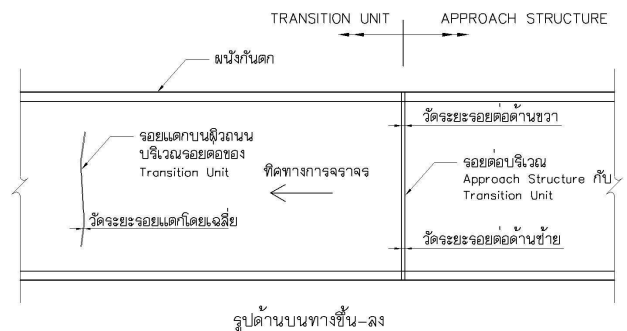 TRANSITION UNIT
APPROACH STRUCTURE
ผนังกันตก
วัดระยะรอยต่อด้านขวา
รอยแตกบนผิวถนน
บริเวณรอยต่อของ
Transition Unit
ทิศทางการจราจร
รอยต่อบริเวณ
Approach Structure กับ
Transition Unit
วัดระยะรอยแตกโดยเฉลี่ย
วัดระยะรอยต่อด้านซ้าย
รูปด้านบนทางขึ้น-ลง